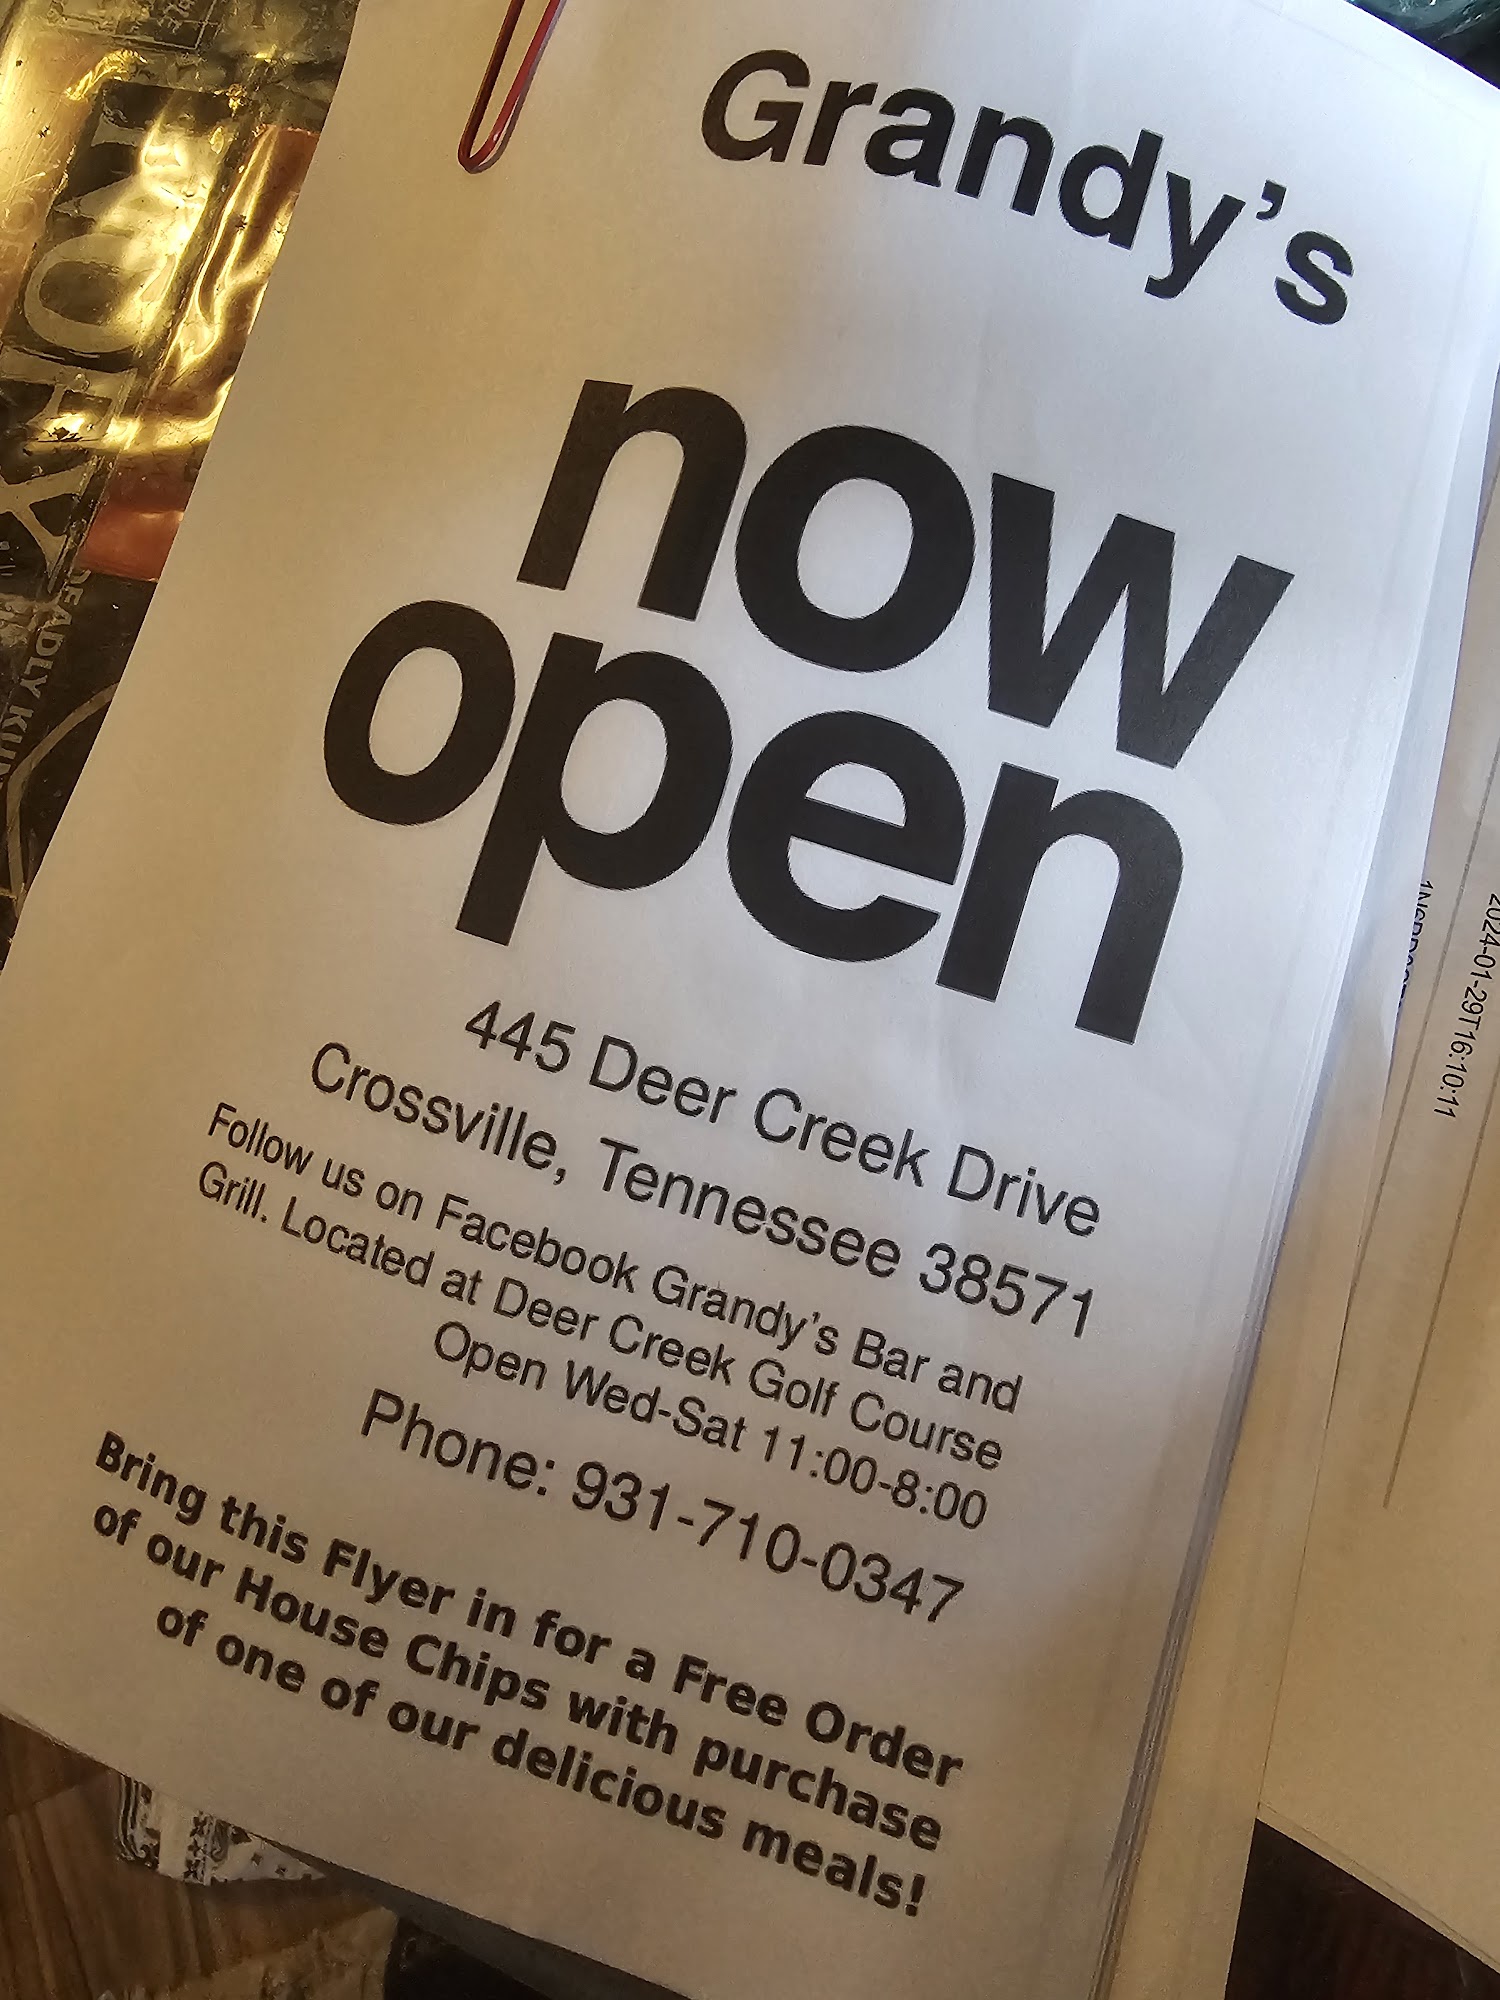 Grandy's
now
open
445 Deer Creek Drive
Crossville, Tennessee 38571
Follow us on Facebook Grandy's Bar and
Grill. Located at Deer Creek Golf Course
Open Wed-Sat 11:00-8:00
Phone: 931-710-0347
Bring this Flyer in for a Free Order
of our House Chips with purchase
of one of our delicious meals!
2024-01-29T16:10:11
DEADLY